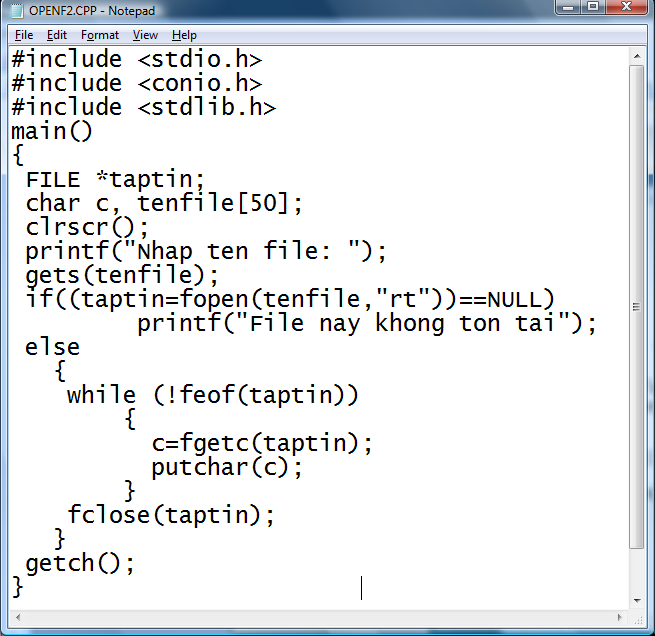 OPENF2.CPP - Notepad
File Edit Format View Help
#include <stdio.h>
#include <conio.h>
#include <stdlib.h>
main()
{
 FILE *taptin;
 char c, tenfile[50];
 clrscr();
 printf("Nhap ten file: ");
 gets(tenfile);
 if((taptin=fopen(tenfile,"rt"))==NULL)
         printf("File nay khong ton tai");
 else
   {
    while (!feof(taptin))
        {
          c=fgetc(taptin);
          putchar(c);
        }
    fclose(taptin);
   }
 getch();
}